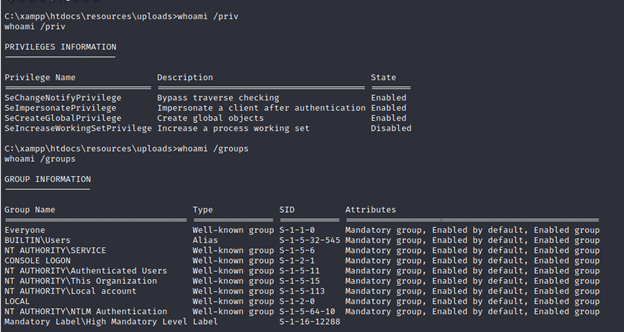 C:\xampp\htdocs\resources\uploads>whoami /priv
whoami /priv
PRIVILEGES INFORMATION
Privilege Name Description State
SeChangeNotifyPrivilege Bypass traverse checking Enabled
SeImpersonatePrivilege Impersonate a client after authentication Enabled
SeCreateGlobalPrivilege Create global objects Enabled
SeIncreaseWorkingSetPrivilege Increase a process working set Disabled
C:\xampp\htdocs\resources\uploads>whoami /groups
whoami /groups
GROUP INFORMATION
Group Name Type SID Attributes
Everyone Well-known group S-1-1-0 Mandatory group, Enabled by default, Enabled group
BUILTIN\Users Alias S-1-5-32-545 Mandatory group, Enabled by default, Enabled group
NT AUTHORITY\SERVICE Well-known group S-1-5-6 Mandatory group, Enabled by default, Enabled group
CONSOLE LOGON Well-known group S-1-2-1 Mandatory group, Enabled by default, Enabled group
NT AUTHORITY\Authenticated Users Well-known group S-1-5-11 Mandatory group, Enabled by default, Enabled group
NT AUTHORITY\This Organization Well-known group S-1-5-15 Mandatory group, Enabled by default, Enabled group
NT AUTHORITY\Local account Well-known group S-1-5-113 Mandatory group, Enabled by default, Enabled group
LOCAL Well-known group S-1-2-0 Mandatory group, Enabled by default, Enabled group
NT AUTHORITY\NTLM Authentication Well-known group S-1-5-64-10 Mandatory group, Enabled by default, Enabled group
Mandatory Label\High Mandatory Level Label S-1-16-12288